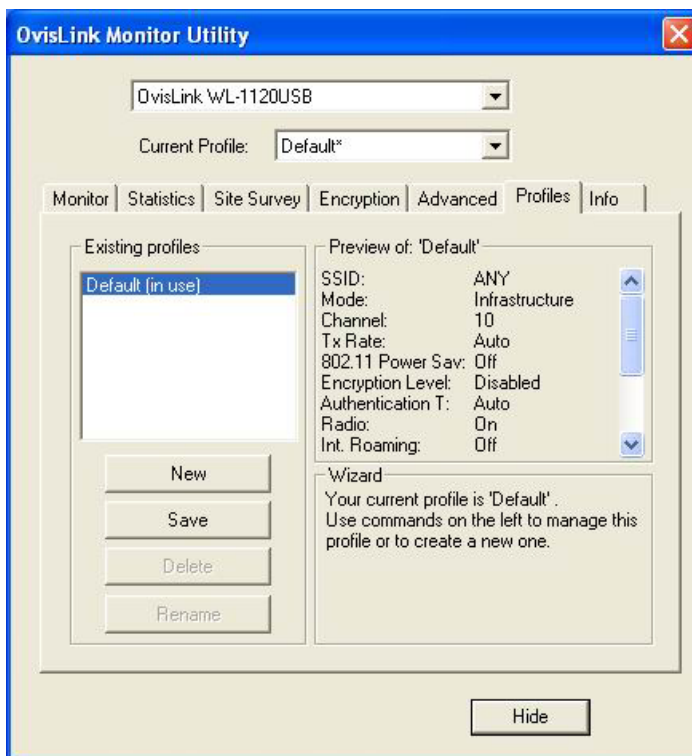 OvisLink Monitor Utility
OvisLink WL-1120USB
Current Profile: Default*
Monitor Statistics Site Survey Encryption Advanced Profiles Info
Existing profiles
Default (in use)
New
Save
Delete
Rename
Preview of: 'Default'
SSID: ANY
Mode: Infrastructure
Channel: 10
Tx Rate: Auto
802.11 Power Sav: Off
Encryption Level: Disabled
Authentication T: Auto
Radio: On
Int. Roaming: Off
Wizard
Your current profile is 'Default' .
Use commands on the left to manage this
profile or to create a new one.
Hide